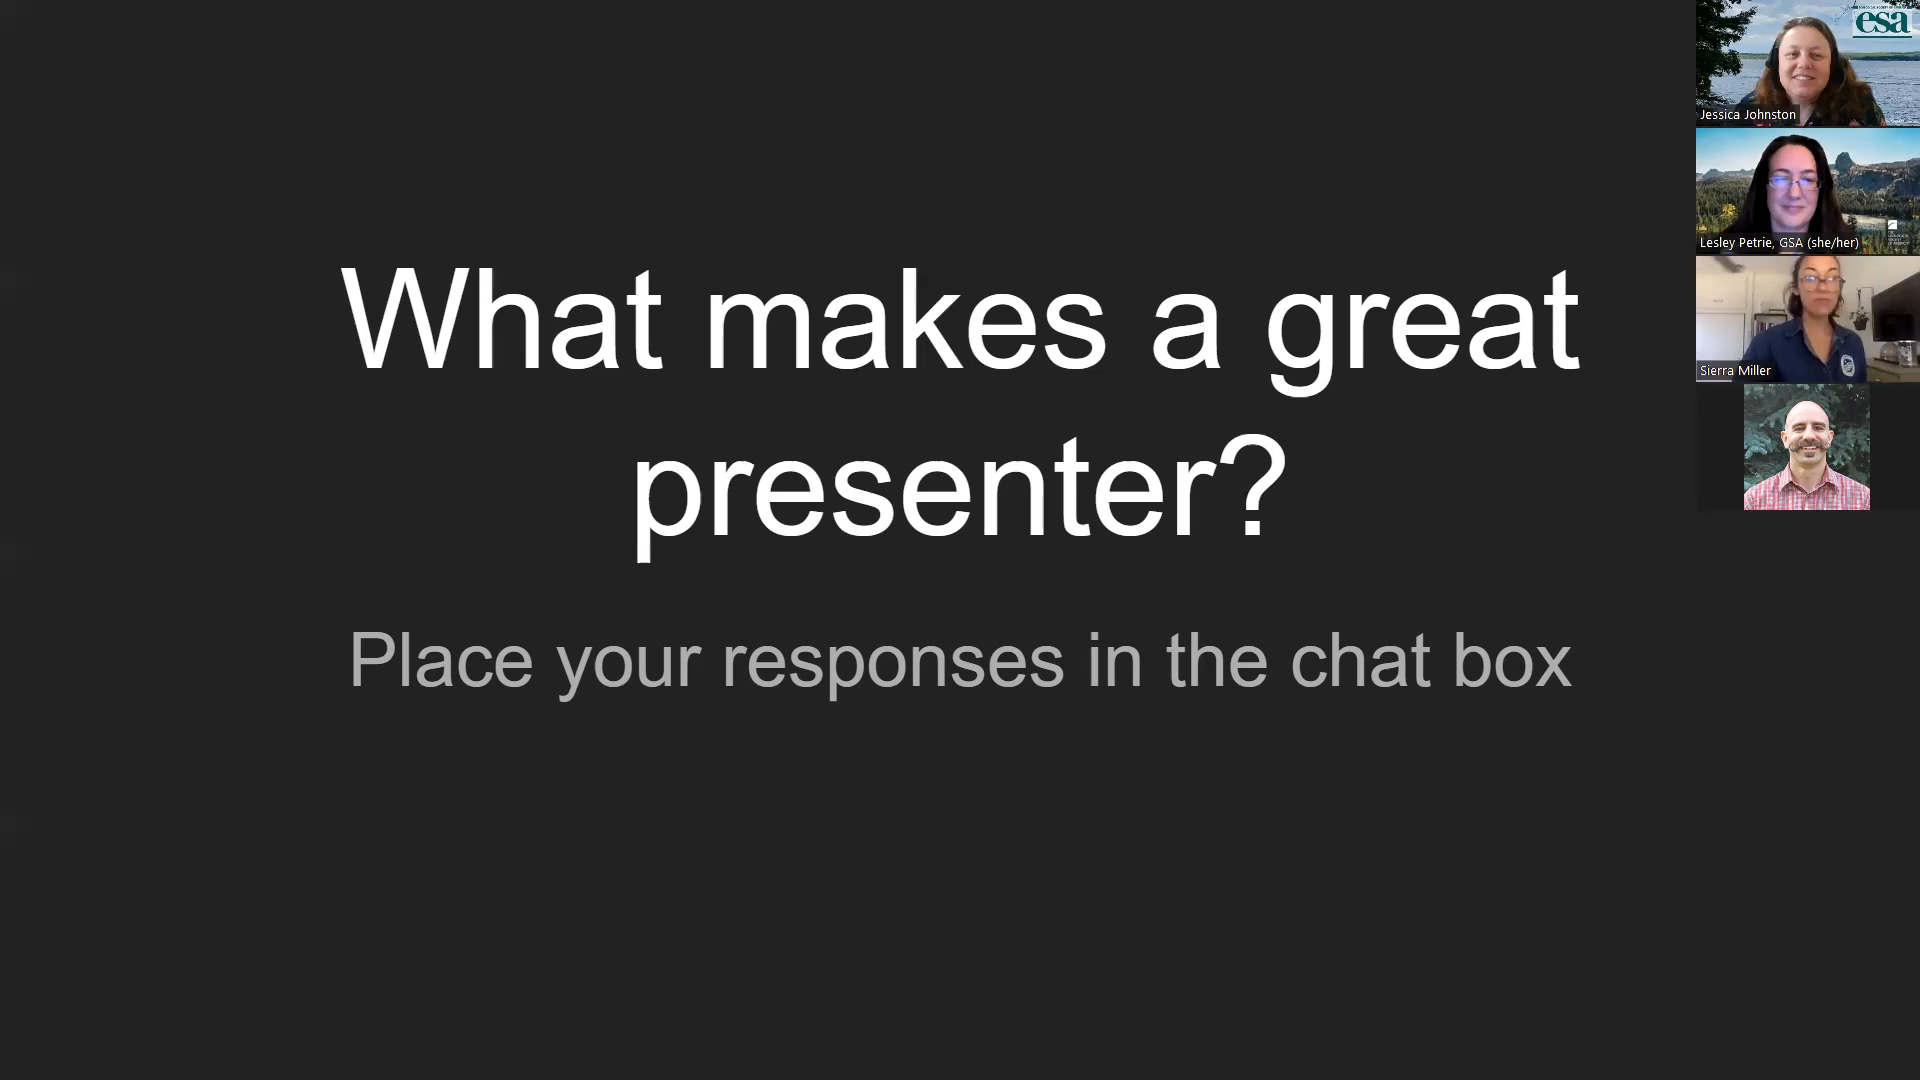 What makes a great
presenter?
Place your responses in the chat box
esa
Jessica Johnston
Lesley Petrie, GSA (she/her)
Sierra Miller